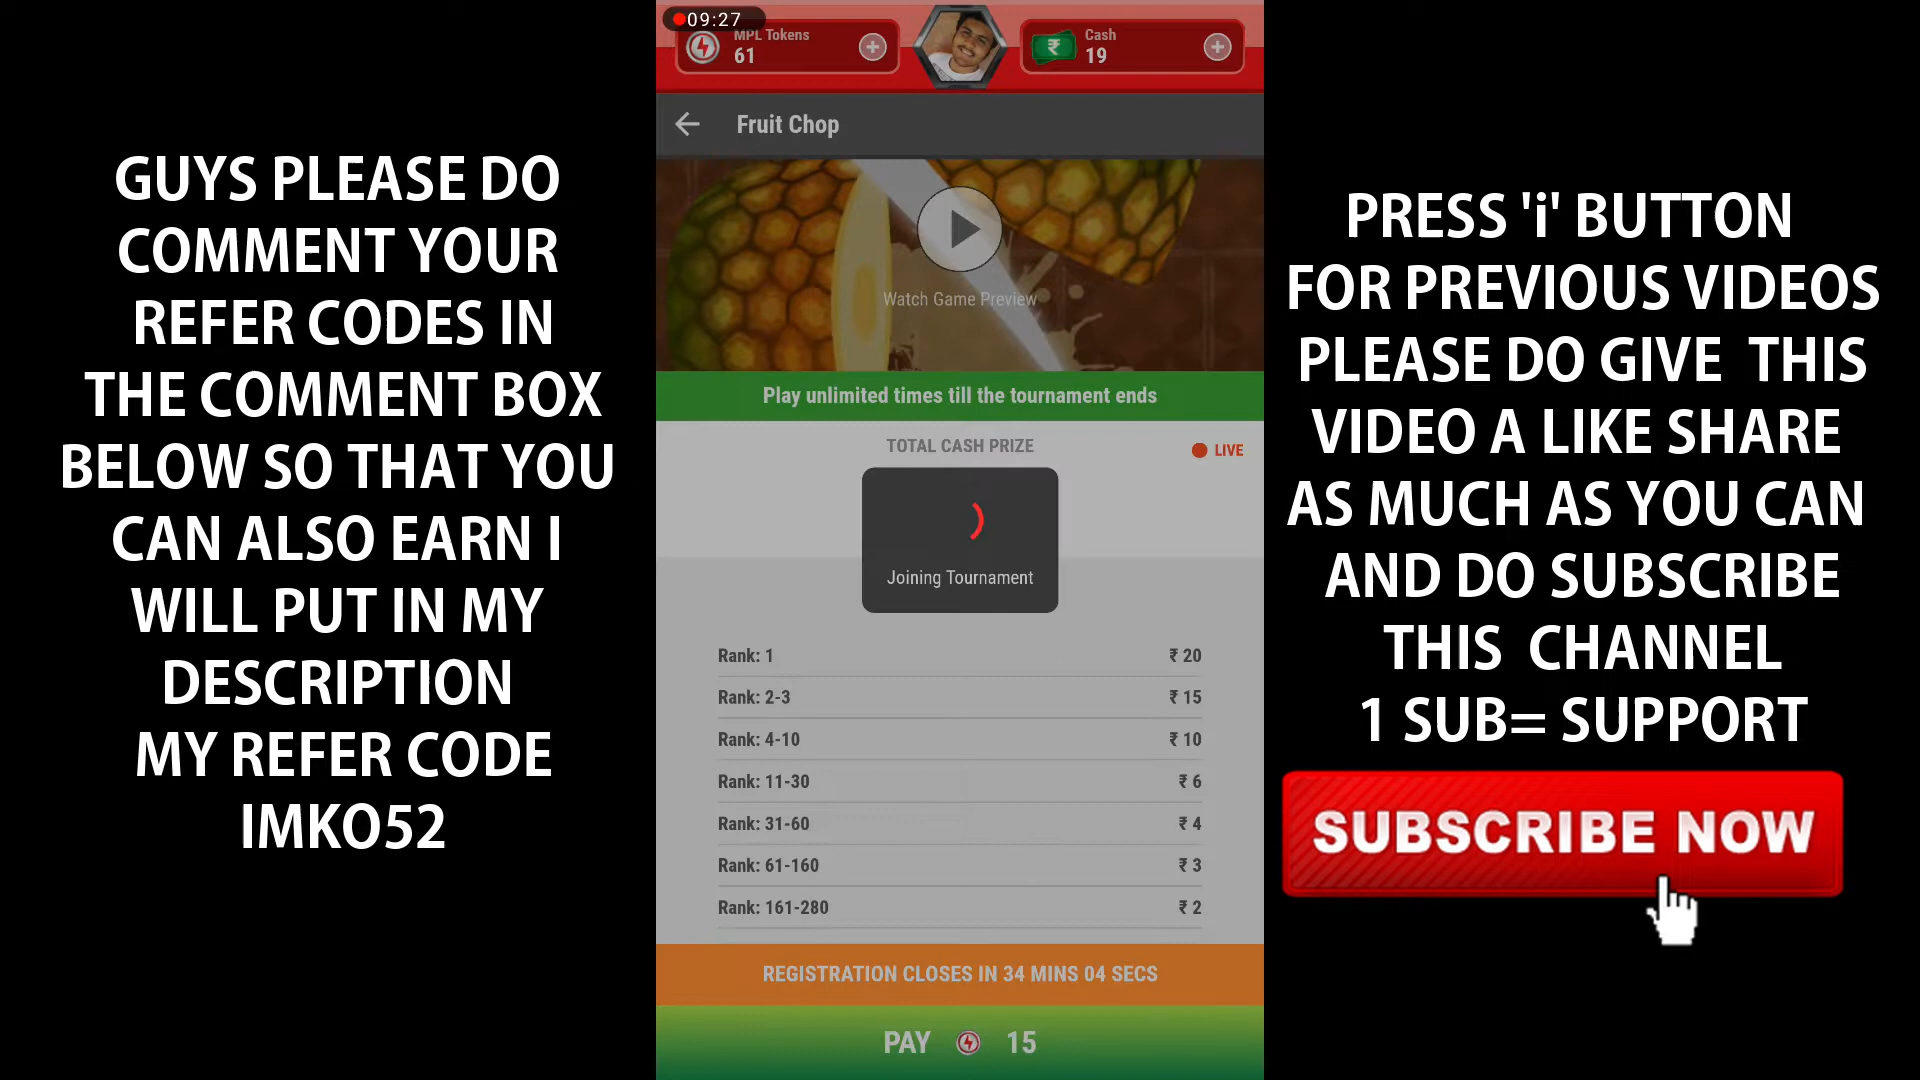 GUYS PLEASE DO
COMMENT YOUR
REFER CODES IN
THE COMMENT BOX
BELOW SO THAT YOU
CAN ALSO EARN I
WILL PUT IN MY
DESCRIPTION
MY REFER CODE
IMKO52
09:27
MPL Tokens
61
Cash
19
Fruit Chop
Watch Game Preview
Play unlimited times till the tournament ends
TOTAL CASH PRIZE
LIVE
Joining Tournament
Rank: 1 ₹ 20
Rank: 2-3 ₹ 15
Rank: 4-10 ₹ 10
Rank: 11-30 ₹ 6
Rank: 31-60 ₹ 4
Rank: 61-160 ₹ 3
Rank: 161-280 ₹ 2
REGISTRATION CLOSES IN 34 MINS 04 SECS
PAY 15
PRESS 'i' BUTTON
FOR PREVIOUS VIDEOS
PLEASE DO GIVE THIS
VIDEO A LIKE SHARE
AS MUCH AS YOU CAN
AND DO SUBSCRIBE
THIS CHANNEL
1 SUB= SUPPORT
SUBSCRIBE NOW